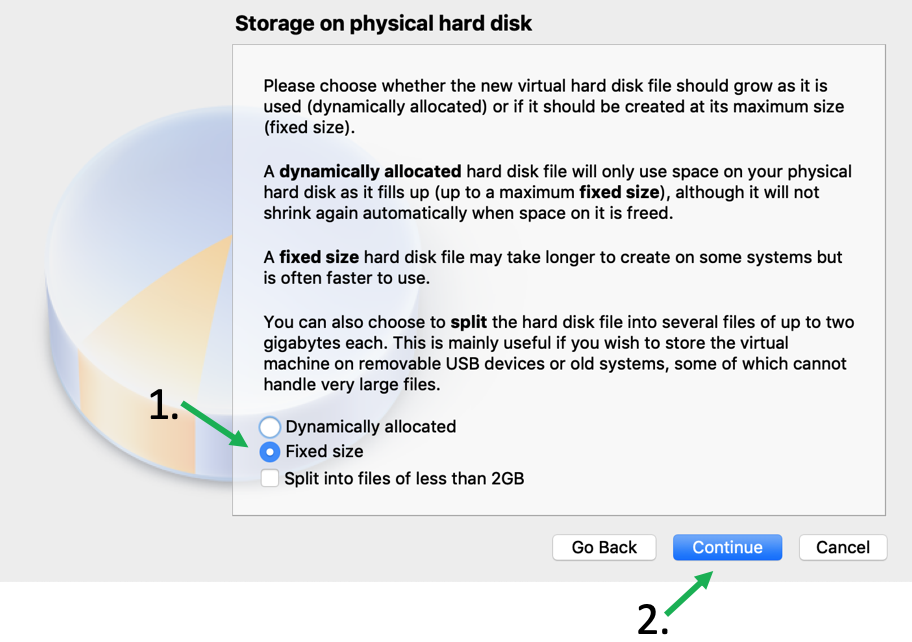 Storage on physical hard disk
Please choose whether the new virtual hard disk file should grow as it is
used (dynamically allocated) or if it should be created at its maximum size
(fixed size).
A dynamically allocated hard disk file will only use space on your physical
hard disk as it fills up (up to a maximum fixed size), although it will not
shrink again automatically when space on it is freed.
A fixed size hard disk file may take longer to create on some systems but
is often faster to use.
You can also choose to split the hard disk file into several files of up to two
gigabytes each. This is mainly useful if you wish to store the virtual
machine on removable USB devices or old systems, some of which cannot
handle very large files.
1.
Dynamically allocated
Fixed size
Split into files of less than 2GB
Go Back
Continue
Cancel
2.